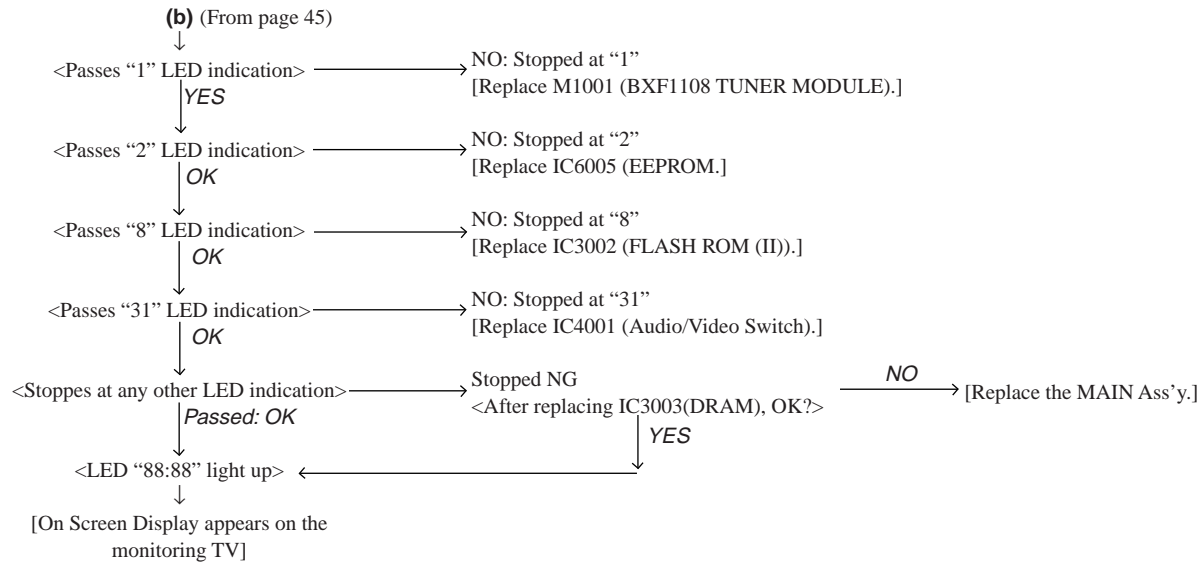 (b) (From page 45)
<Passes “1” LED indication>
NO: Stopped at “1”
[Replace M1001 (BXF1108 TUNER MODULE).]
YES
<Passes “2” LED indication>
NO: Stopped at “2”
[Replace IC6005 (EEPROM.]
OK
<Passes “8” LED indication>
NO: Stopped at “8”
[Replace IC3002 (FLASH ROM (II)).]
OK
<Passes “31” LED indication>
NO: Stopped at “31”
[Replace IC4001 (Audio/Video Switch).]
OK
<Stoppes at any other LED indication>
Stopped NG
<After replacing IC3003(DRAM), OK?>
NO
[Replace the MAIN Ass'y.]
Passed: OK
YES
<LED “88:88” light up>
[On Screen Display appears on the
monitoring TV]